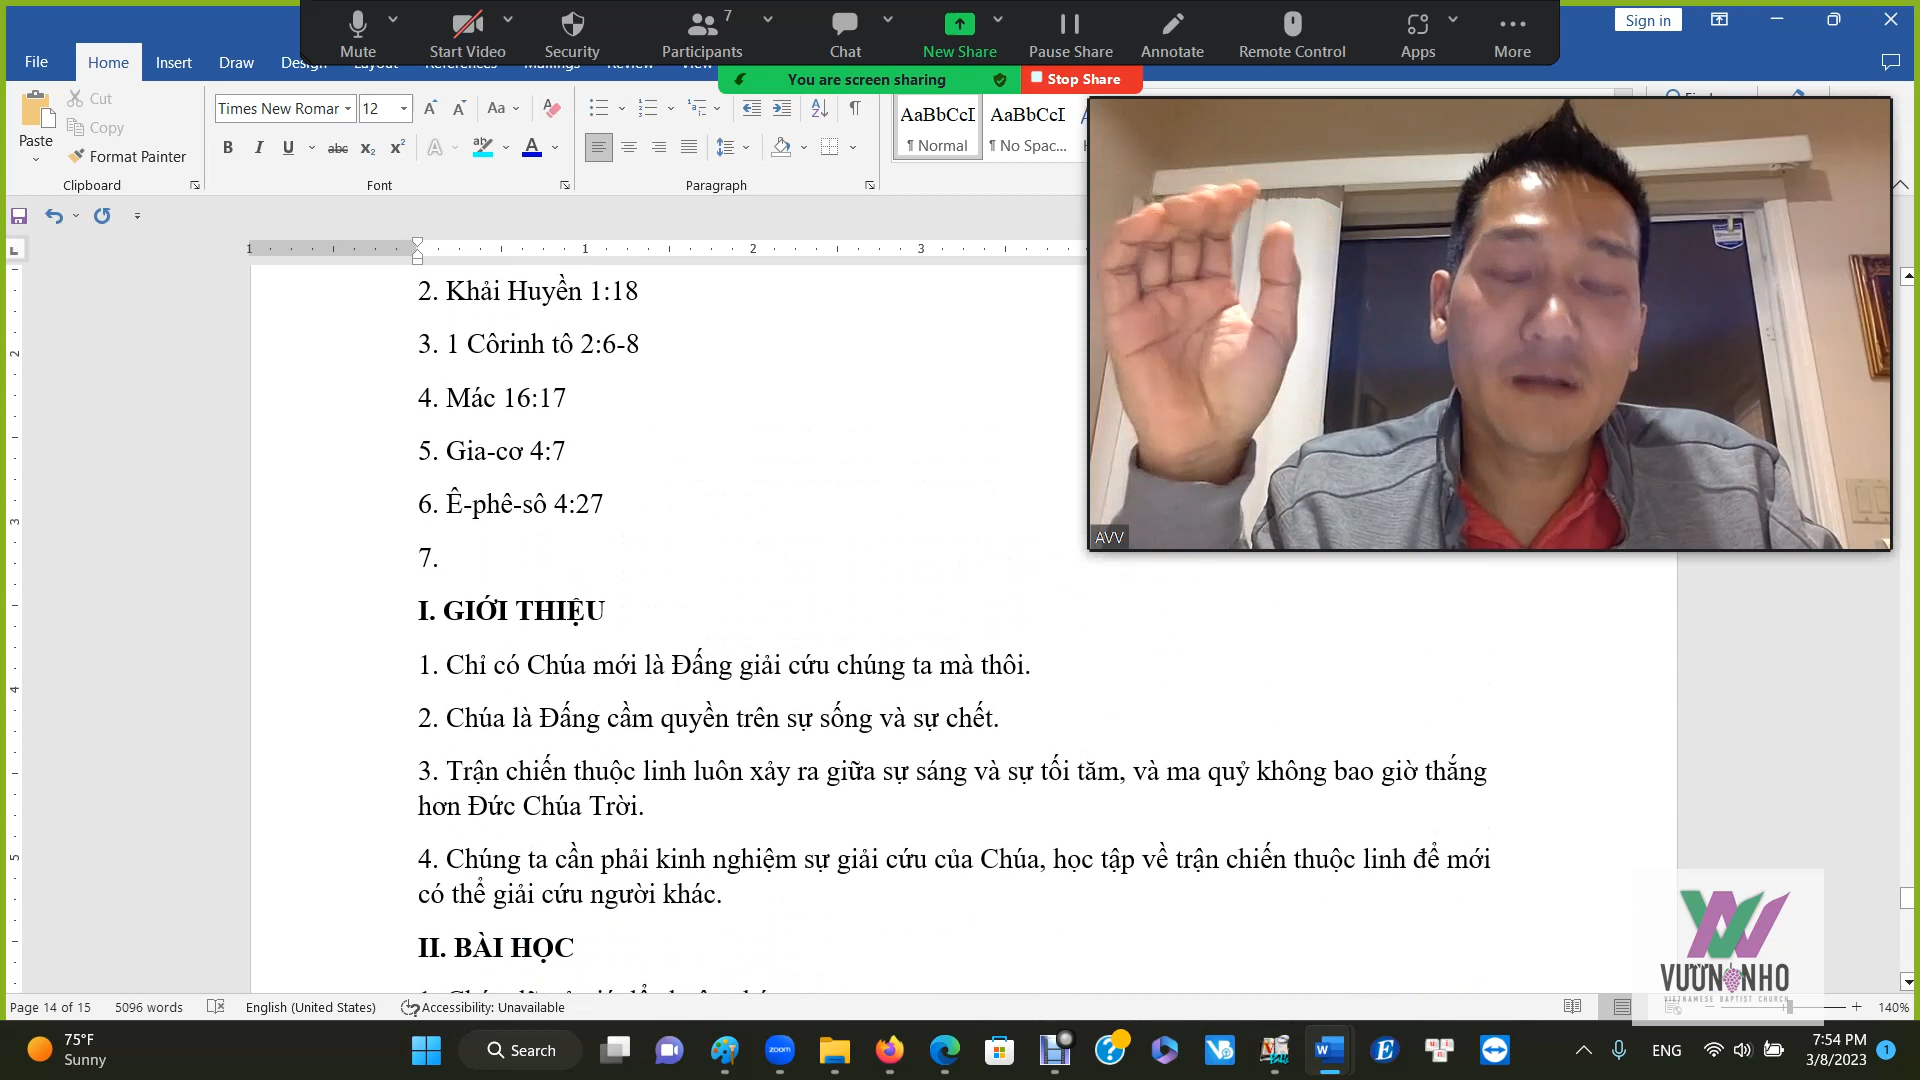 Mute
Start Video
Security
Participants
7
Chat
New Share
Pause Share
Annotate
Remote Control
Apps
More
Sign in
You are screen sharing
Stop Share
File
Home
Insert
Draw
Cut
Copy
Paste
Format Painter
Clipboard
Times New Roman
12
Font
Paragraph
AaBbCcI
AaBbCcI
¶ Normal
¶ No Spac...
AVV
2. Khải Huyền 1:18
3. 1 Côrinh tô 2:6-8
4. Mác 16:17
5. Gia-cơ 4:7
6. Ê-phê-sô 4:27
7.
I. GIỚI THIỆU
1. Chỉ có Chúa mới là Đấng giải cứu chúng ta mà thôi.
2. Chúa là Đấng cầm quyền trên sự sống và sự chết.
3. Trận chiến thuộc linh luôn xảy ra giữa sự sáng và sự tối tăm, và ma quỷ không bao giờ thắng
hơn Đức Chúa Trời.
4. Chúng ta cần phải kinh nghiệm sự giải cứu của Chúa, học tập về trận chiến thuộc linh để mới
có thể giải cứu người khác.
II. BÀI HỌC
VƯỜN NHO
VIETNAMESE BAPTIST CHURCH
Page 14 of 15
5096 words
English (United States)
Accessibility: Unavailable
140%
75°F
Sunny
Search
ENG
7:54 PM
3/8/2023
1